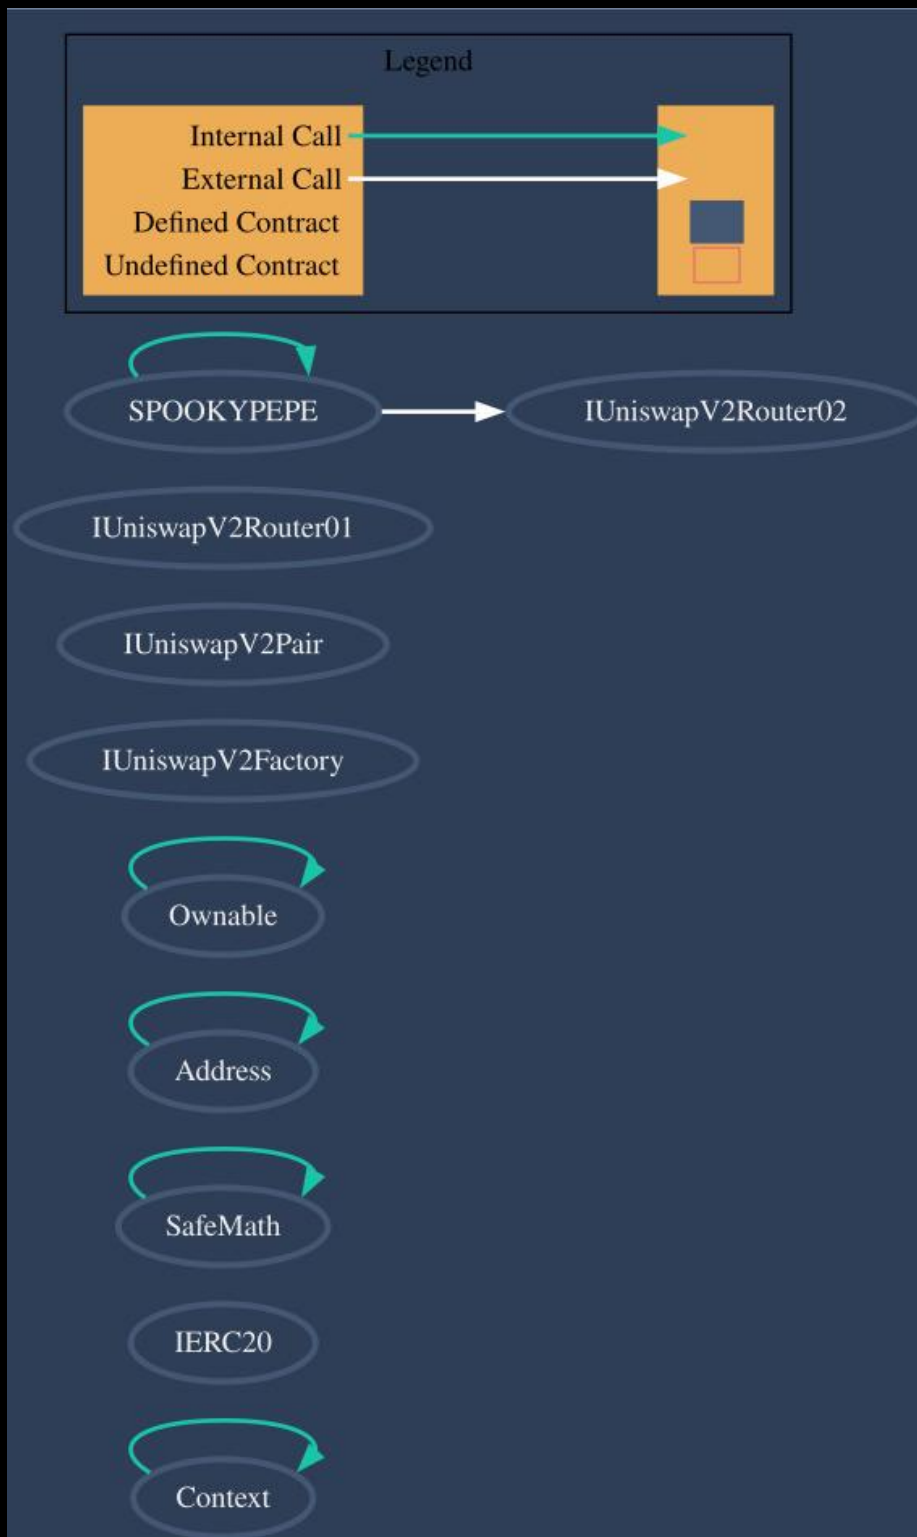 Legend
Internal Call
External Call
Defined Contract
Undefined Contract
SPOOKYPEPE
IUniswapV2Router02
IUniswapV2Router01
IUniswapV2Pair
IUniswapV2Factory
Ownable
Address
SafeMath
IERC20
Context